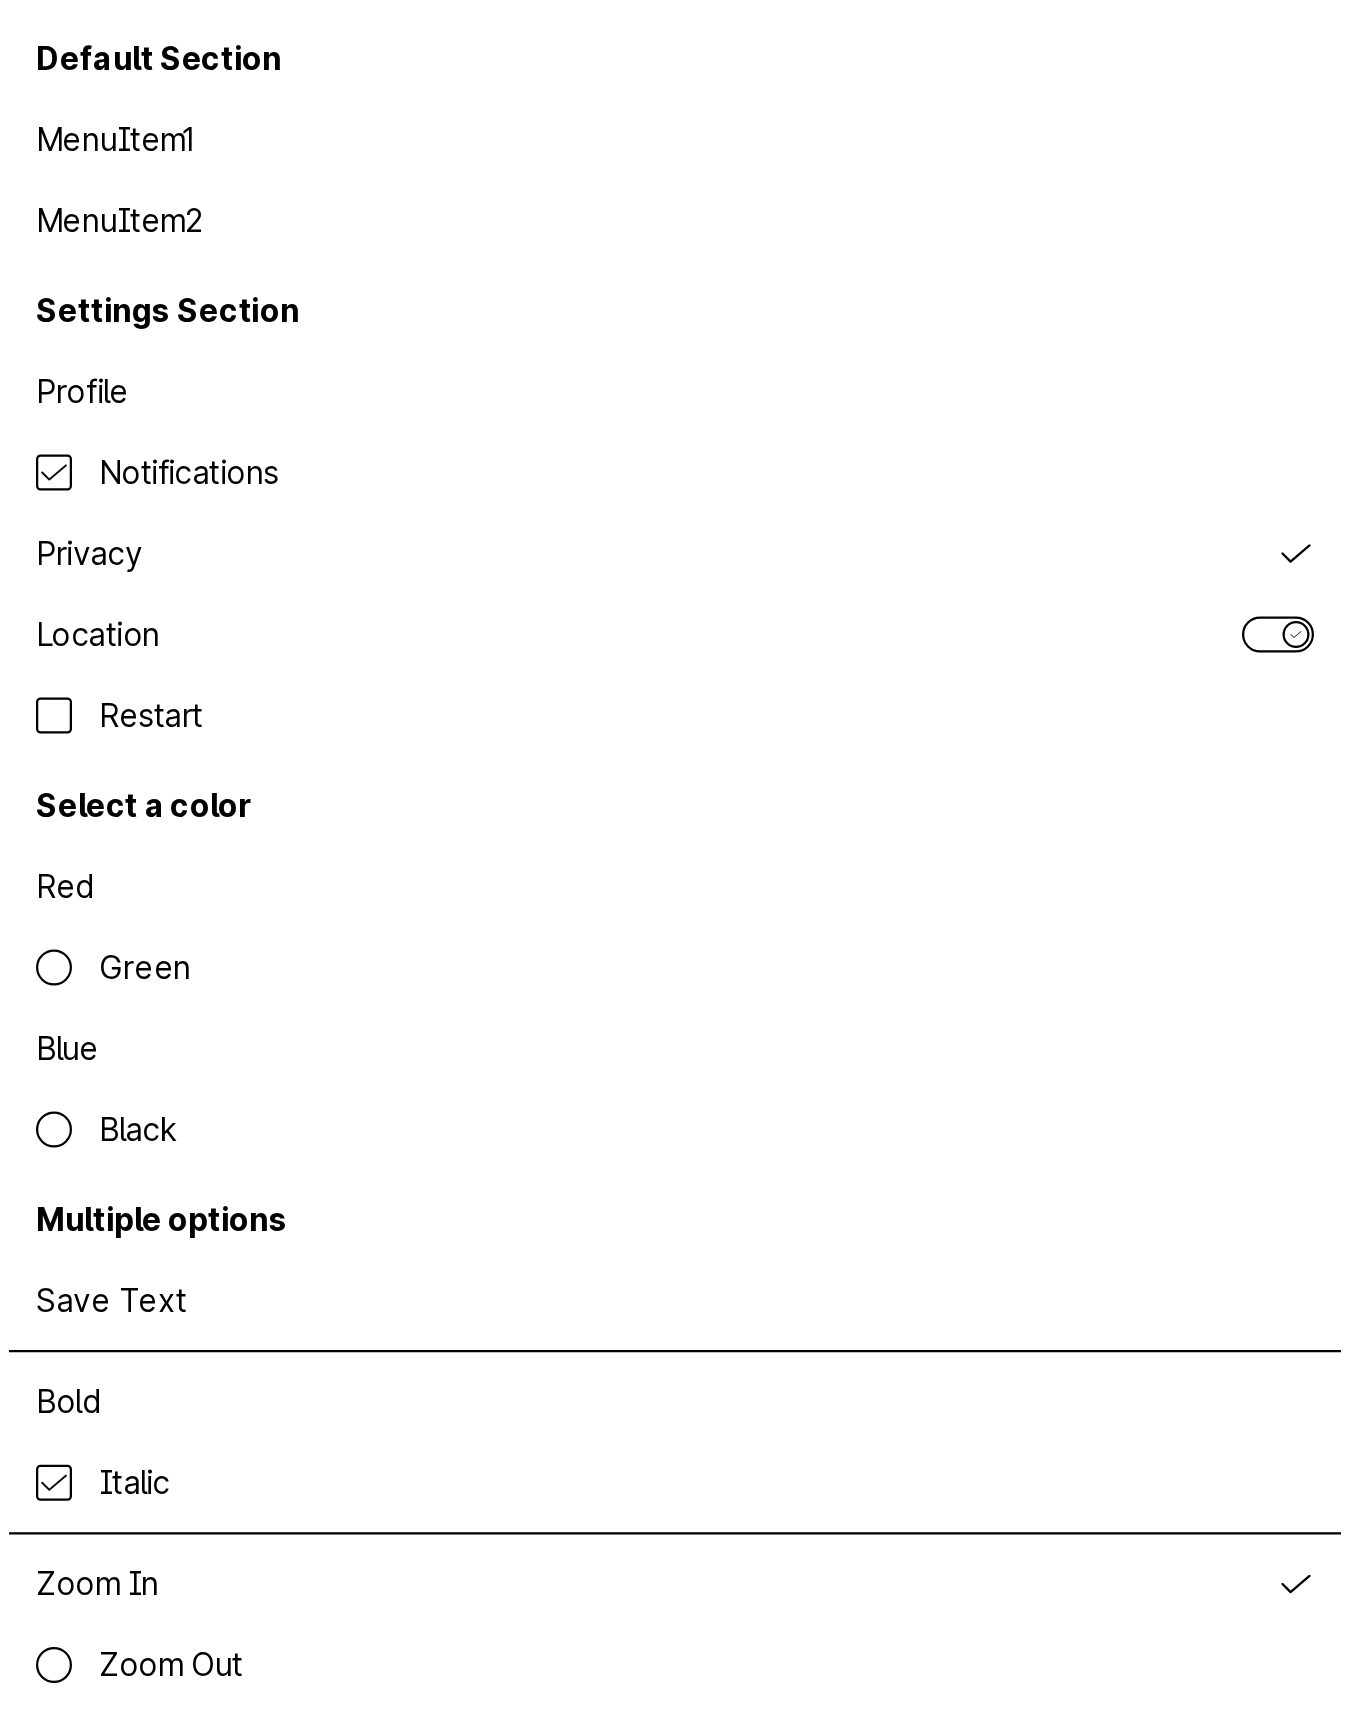 Default Section
MenuItem1
MenuItem2
Settings Section
Profile
Notifications
Privacy
Location
Restart
Select a color
Red
Green
Blue
Black
Multiple options
Save Text
Bold
Italic
Zoom In
Zoom Out